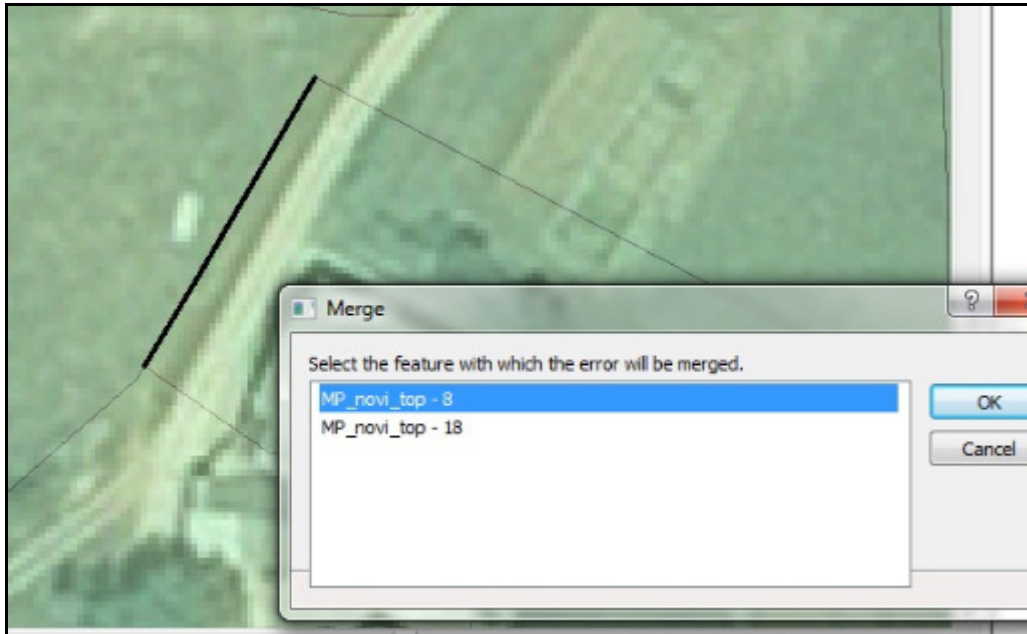 Merge
Select the feature with which the error will be merged.
MP_novi_top - 8
OK
MP_novi_top - 18
Cancel